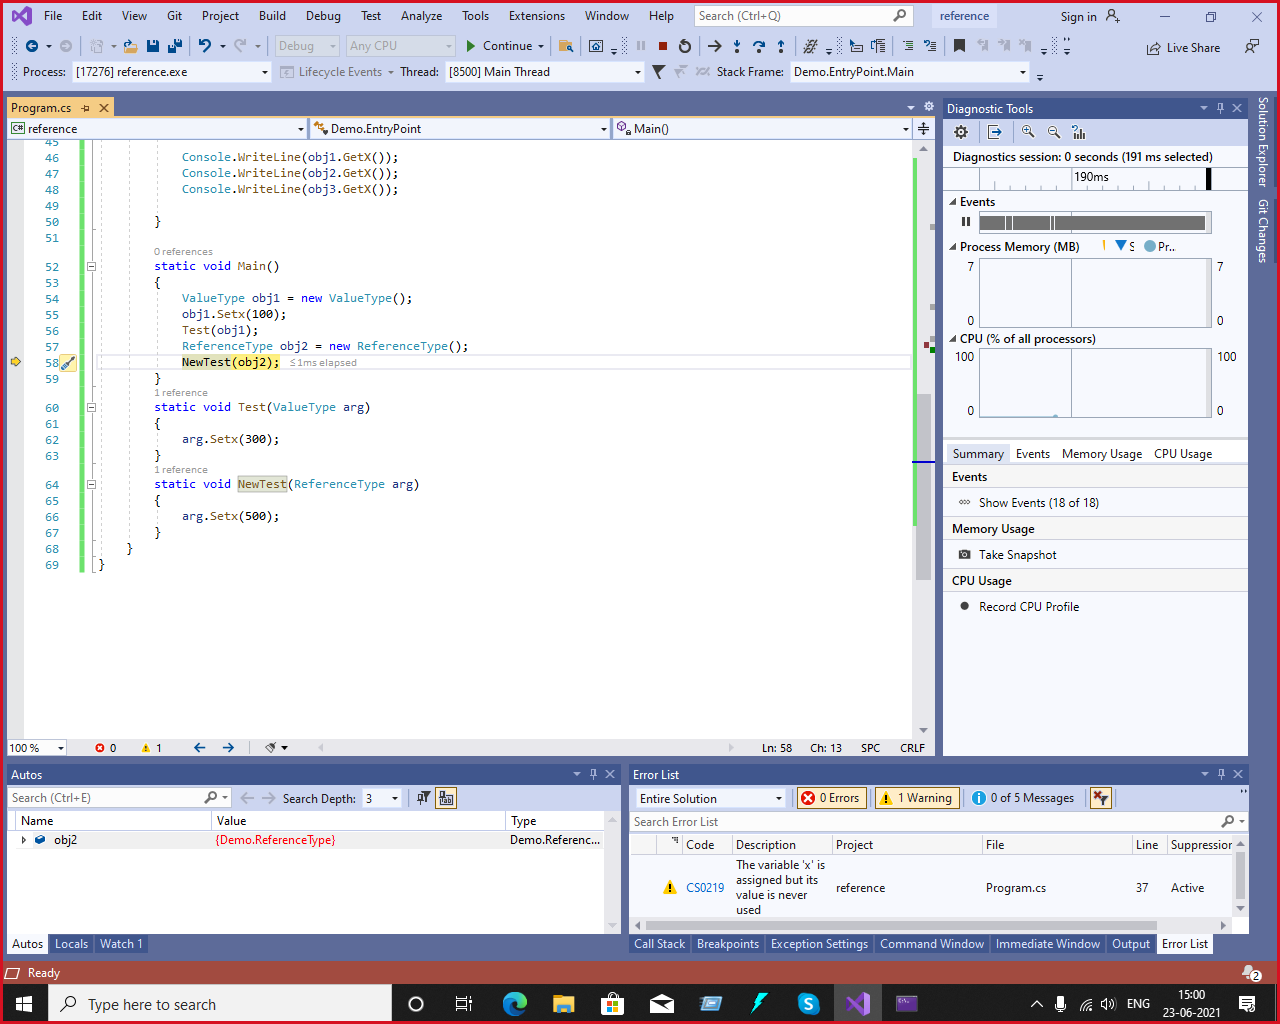 File Edit View Git Project Build Debug Test Analyze Tools Extensions Window Help Search (Ctrl+Q) reference Sign in
Debug Any CPU Continue Live Share
Process: [17276] reference.exe Lifecycle Events Thread: [8500] Main Thread Stack Frame: Demo.EntryPoint.Main
Program.cs
C# reference Demo.EntryPoint Main()
45
46 Console.WriteLine(obj1.GetX());
47 Console.WriteLine(obj2.GetX());
48 Console.WriteLine(obj3.GetX());
49
50 }
51
0 references
52 static void Main()
53 {
54 ValueType obj1 = new ValueType();
55 obj1.Setx(100);
56 Test(obj1);
57 ReferenceType obj2 = new ReferenceType();
58 NewTest(obj2); ≤1ms elapsed
59 }
1 reference
60 static void Test(ValueType arg)
61 {
62 arg.Setx(300);
63 }
1 reference
64 static void NewTest(ReferenceType arg)
65 {
66 arg.Setx(500);
67 }
68 }
69 }
100 % 0 1 Ln: 58 Ch: 13 SPC CRLF
Diagnostic Tools
Diagnostics session: 0 seconds (191 ms selected)
190ms
Events
Process Memory (MB) S Pr..
7 7
0 0
CPU (% of all processors)
100 100
0 0
Summary Events Memory Usage CPU Usage
Events
Show Events (18 of 18)
Memory Usage
Take Snapshot
CPU Usage
Record CPU Profile
Solution Explorer
Git Changes
Autos
Search (Ctrl+E) Search Depth: 3
Name Value Type
obj2 {Demo.ReferenceType} Demo.Referenc...
Autos Locals Watch 1
Error List
Entire Solution 0 Errors 1 Warning 0 of 5 Messages
Search Error List
Code Description Project File Line Suppression
CS0219 The variable 'x' is assigned but its value is never used reference Program.cs 37 Active
Call Stack Breakpoints Exception Settings Command Window Immediate Window Output Error List
Ready 2
Type here to search ENG 15:00
23-06-2021